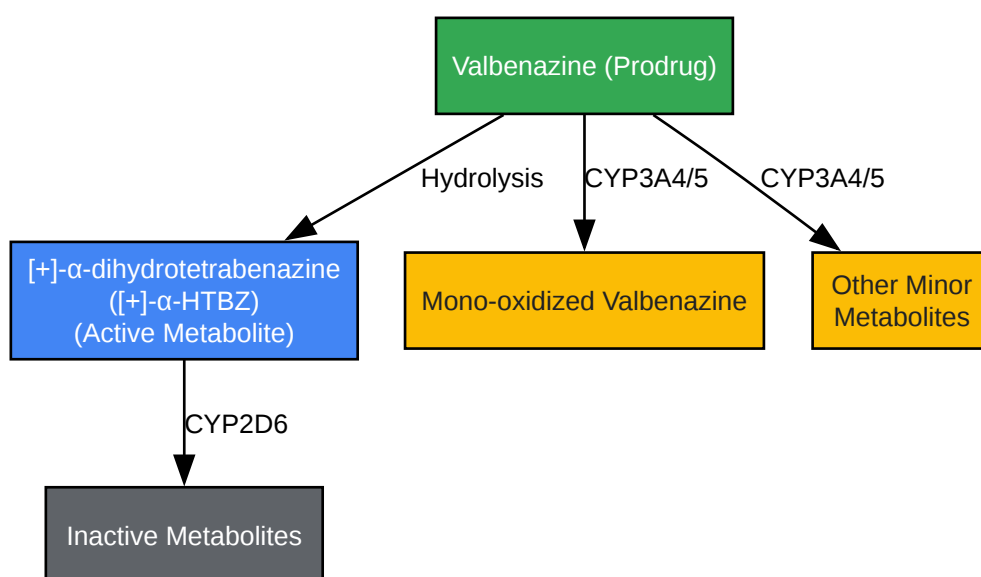 Valbenazine (Prodrug)
Hydrolysis
CYP3A4/5
CYP3A4/5
[+]-α-dihydrotetrabenazine
([+]-α-HTBZ)
(Active Metabolite)
Mono-oxidized Valbenazine
Other Minor
Metabolites
CYP2D6
Inactive Metabolites